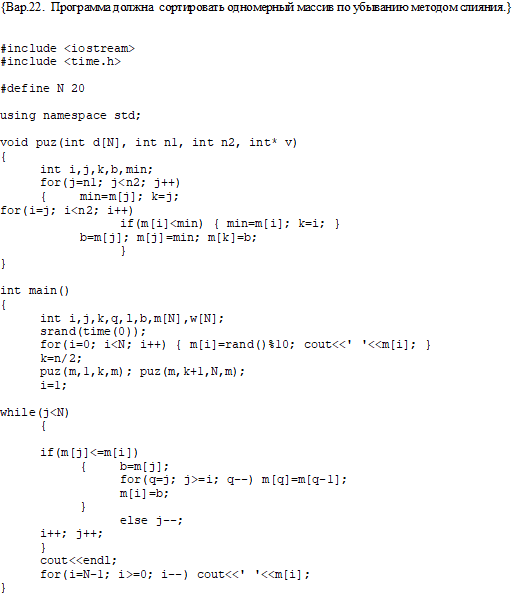 {Вар.22. Программа должна сортировать одномерный массив по убыванию методом слияния.}
#include <iostream>
#include <time.h>
#define N 20
using namespace std;
void puz(int d[N], int n1, int n2, int* v)
{
int i,j,k,b,min;
for(j=n1; j<n2; j++)
{ min=m[j]; k=j;
for(i=j; i<n2; i++)
if(m[i]<min) { min=m[i]; k=i; }
b=m[j]; m[j]=min; m[k]=b;
}
}
int main()
{
int i,j,k,q,l,b,m[N],w[N];
srand(time(0));
for(i=0; i<N; i++) { m[i]=rand()%10; cout<<' '<<m[i]; }
k=n/2;
puz(m,1,k,m); puz(m,k+1,N,m);
i=1;
while(j<N)
{
if(m[j]<=m[i])
{ b=m[j];
for(q=j; j>=i; q--) m[q]=m[q-1];
m[i]=b;
}
else j--;
i++; j++;
}
cout<<endl;
for(i=N-1; i>=0; i--) cout<<' '<<m[i];
}